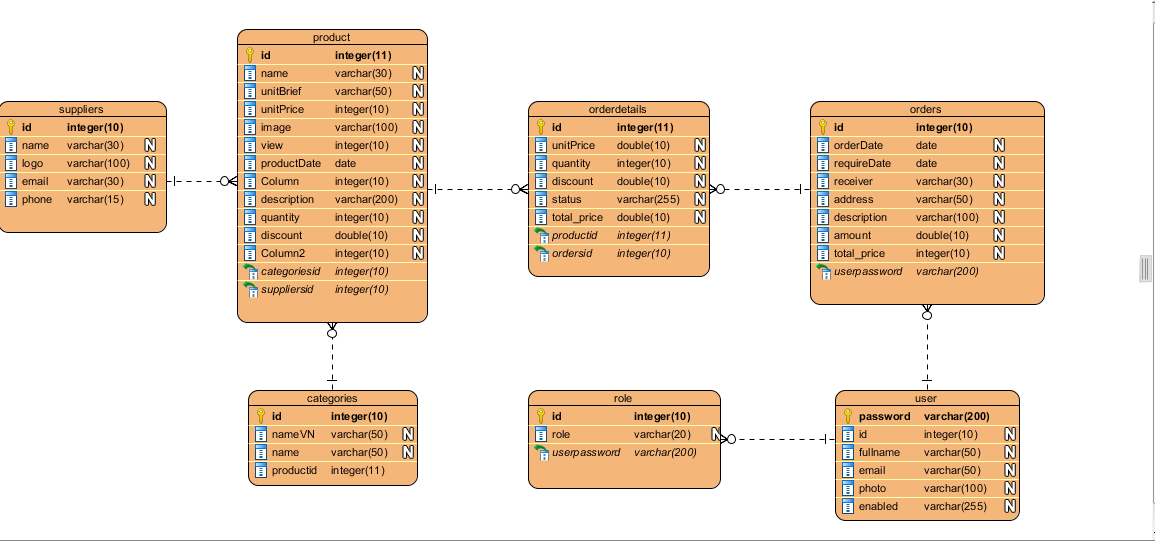 product
id integer(11)
name varchar(30) N
unitBrief varchar(50) N
unitPrice integer(10) N
image varchar(100) N
view integer(10) N
productDate date N
Column integer(10) N
description varchar(200) N
quantity integer(10) N
discount double(10) N
Column2 integer(10) N
categoriesid integer(10)
suppliersid integer(10)
suppliers
id integer(10)
name varchar(30) N
logo varchar(100) N
email varchar(30) N
phone varchar(15) N
orderdetails
id integer(11)
unitPrice double(10) N
quantity integer(10) N
discount double(10) N
status varchar(255) N
total_price double(10) N
productid integer(11)
ordersid integer(10)
orders
id integer(10)
orderDate date N
requireDate date N
receiver varchar(30) N
address varchar(50) N
description varchar(100) N
amount double(10) N
total_price integer(10) N
userpassword varchar(200)
categories
id integer(10)
nameVN varchar(50) N
name varchar(50) N
productid integer(11)
role
id integer(10)
role varchar(20) N
userpassword varchar(200)
user
password varchar(200)
id integer(10) N
fullname varchar(50) N
email varchar(50) N
photo varchar(100) N
enabled varchar(255) N